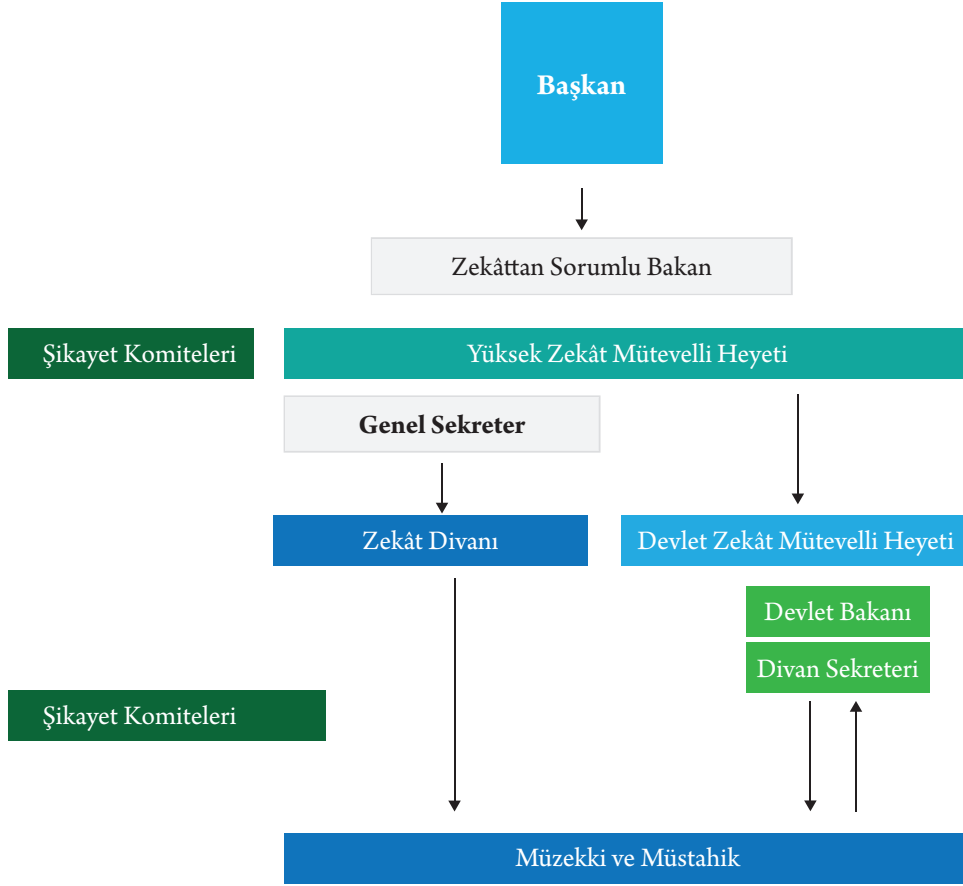 Başkan
Zekâttan Sorumlu Bakan
Şikayet Komiteleri
Yüksek Zekât Mütevelli Heyeti
Genel Sekreter
Zekât Divanı
Devlet Zekât Mütevelli Heyeti
Devlet Bakanı
Divan Sekreteri
Şikayet Komiteleri
Müzekki ve Müstahik